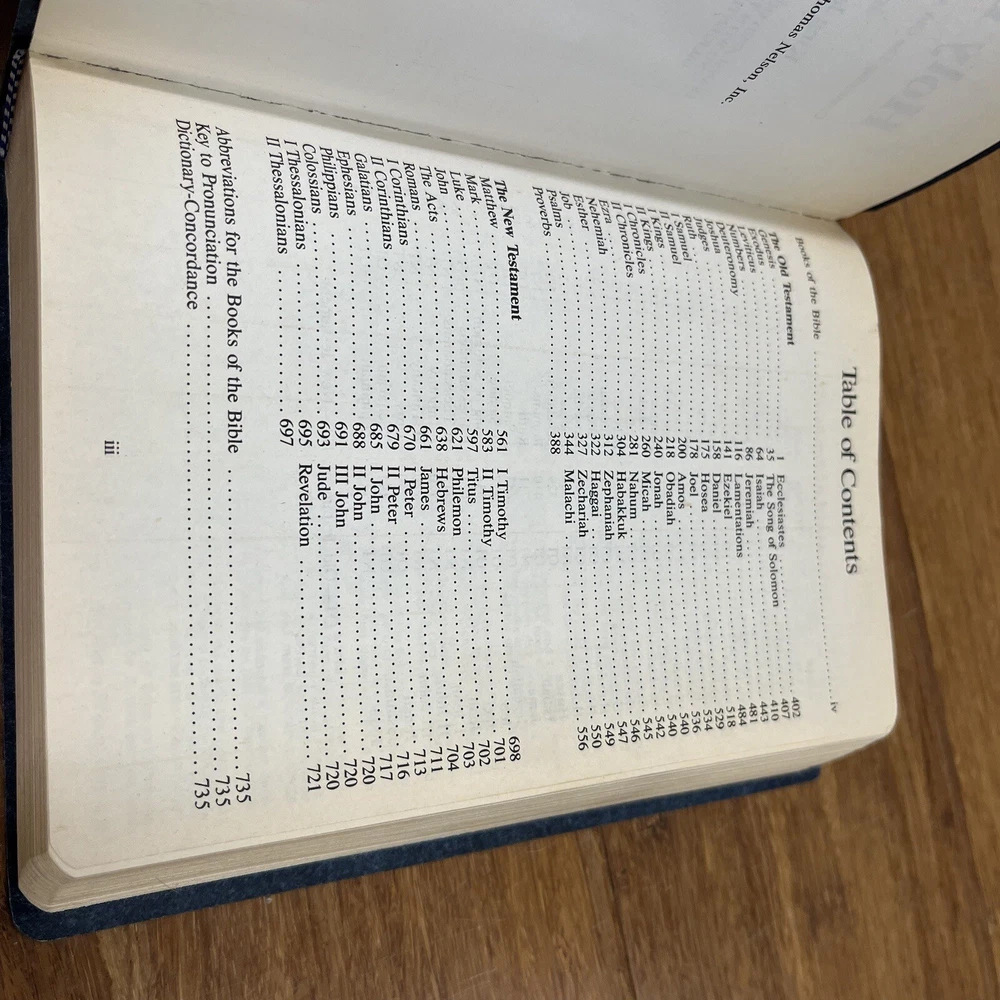 homas Nelson, Inc.
Table of Contents
Books of the Bible . . . . . iv
The Old Testament
Genesis . . . . . 1 Ecclesiastes . . . . . 402
Exodus . . . . . 35 The Song of Solomon . . . . . 407
Leviticus . . . . . 64 Isaiah . . . . . 410
Numbers . . . . . 86 Jeremiah . . . . . 443
Deuteronomy . . . . . 116 Lamentations . . . . . 481
Joshua . . . . . 141 Ezekiel . . . . . 484
Judges . . . . . 158 Daniel . . . . . 518
Ruth . . . . . 175 Hosea . . . . . 529
I Samuel . . . . . 178 Joel . . . . . 534
II Samuel . . . . . 200 Amos . . . . . 536
I Kings . . . . . 218 Obadiah . . . . . 540
II Kings . . . . . 240 Jonah . . . . . 540
I Chronicles . . . . . 260 Micah . . . . . 542
II Chronicles . . . . . 281 Nahum . . . . . 545
Ezra . . . . . 304 Habakkuk . . . . . 546
Nehemiah . . . . . 312 Zephaniah . . . . . 547
Esther . . . . . 322 Haggai . . . . . 549
Job . . . . . 327 Zechariah . . . . . 550
Psalms . . . . . 344 Malachi . . . . . 556
Proverbs . . . . . 388
The New Testament
Matthew . . . . . 561 I Timothy . . . . . 698
Mark . . . . . 583 II Timothy . . . . . 701
Luke . . . . . 597 Titus . . . . . 702
John . . . . . 621 Philemon . . . . . 703
The Acts . . . . . 638 Hebrews . . . . . 704
Romans . . . . . 661 James . . . . . 711
I Corinthians . . . . . 670 I Peter . . . . . 713
II Corinthians . . . . . 679 II Peter . . . . . 716
Galatians . . . . . 685 I John . . . . . 717
Ephesians . . . . . 688 II John . . . . . 720
Philippians . . . . . 691 III John . . . . . 720
Colossians . . . . . 693 Jude . . . . . 720
I Thessalonians . . . . . 695 Revelation . . . . . 721
II Thessalonians . . . . . 697
Abbreviations for the Books of the Bible . . . . . 735
Key to Pronunciation . . . . . 735
Dictionary-Concordance . . . . . 735
iii